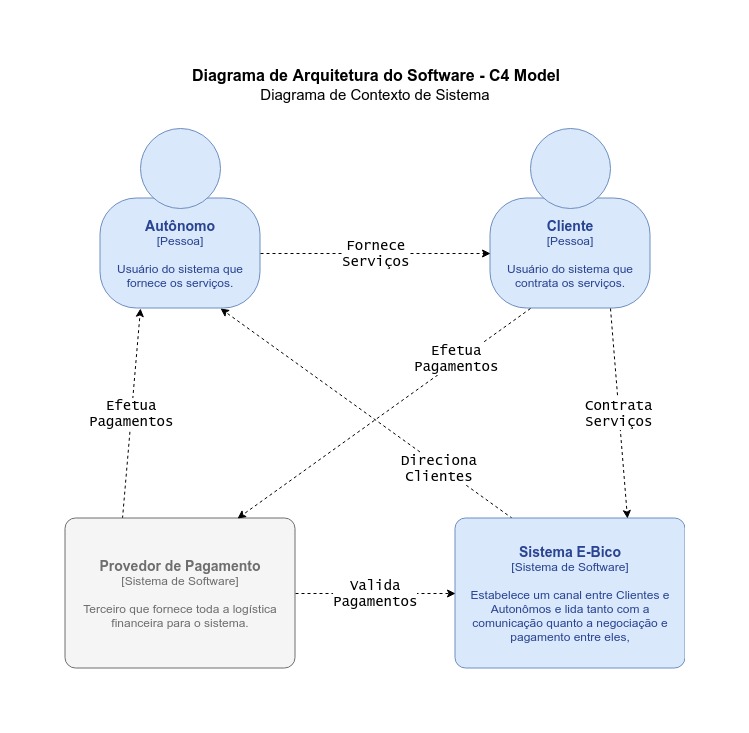 Diagrama de Arquitetura do Software - C4 Model
Diagrama de Contexto de Sistema
Autônomo
[Pessoa]
Usuário do sistema que
fornece os serviços.
Fornece
Serviços
Cliente
[Pessoa]
Usuário do sistema que
contrata os serviços.
Efetua
Pagamentos
Efetua
Pagamentos
Contrata
Serviços
Direciona
Clientes
Provedor de Pagamento
[Sistema de Software]
Terceiro que fornece toda a logística
financeira para o sistema.
Valida
Pagamentos
Sistema E-Bico
[Sistema de Software]
Estabelece um canal entre Clientes e
Autonômos e lida tanto com a
comunicação quanto a negociação e
pagamento entre eles,